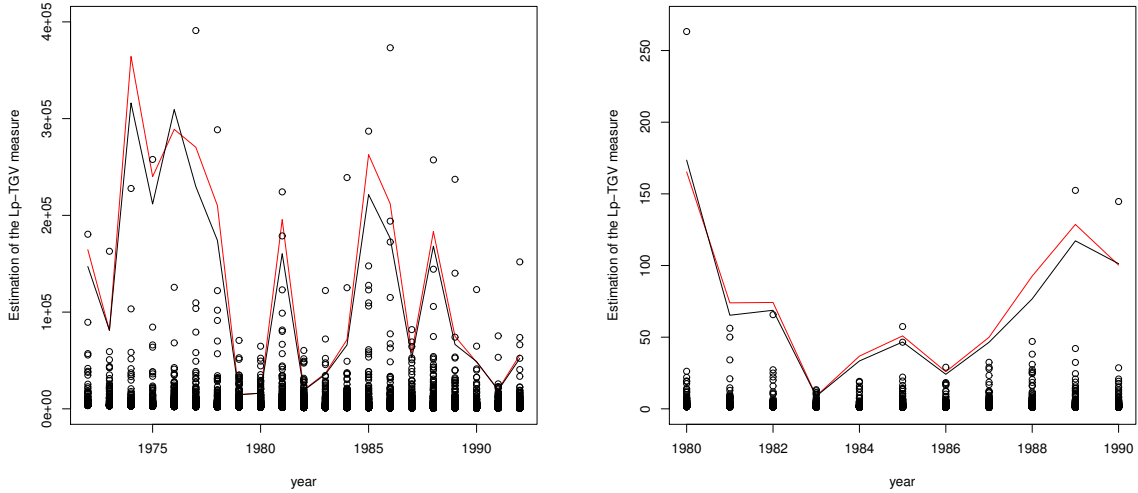 Estimation of the Lp−TGV measure
4e+05
3e+05
2e+05
1e+05
0e+00
1975 1980 1985 1990
year
Estimation of the Lp−TGV measure
250
200
150
100
50
0
1980 1982 1984 1986 1988 1990
year